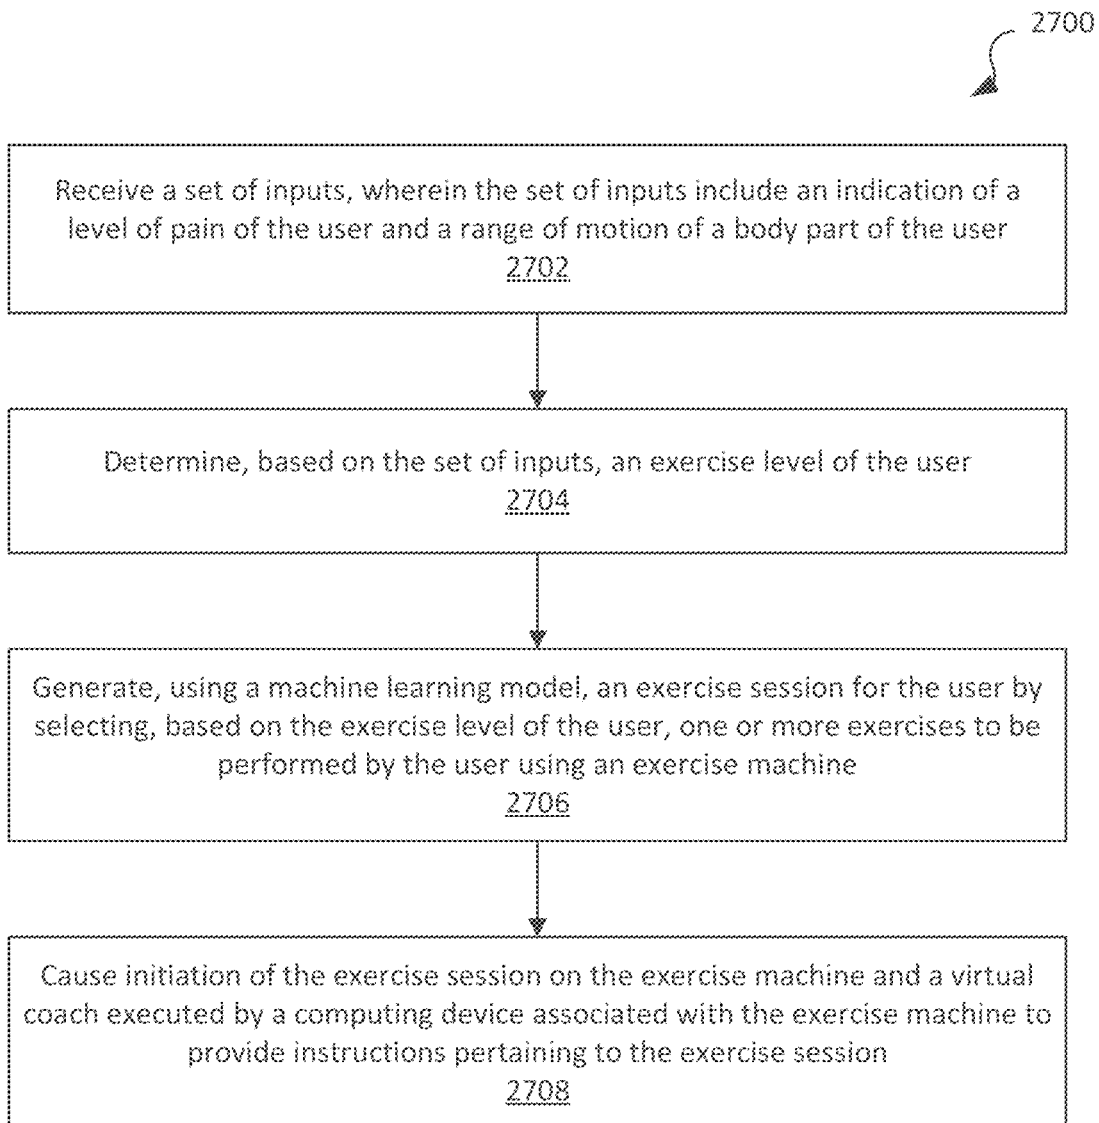 2700
Receive a set of inputs, wherein the set of inputs include an indication of a
level of pain of the user and a range of motion of a body part of the user
2702
Determine, based on the set of inputs, an exercise level of the user
2704
Generate, using a machine learning model, an exercise session for the user by
selecting, based on the exercise level of the user, one or more exercises to be
performed by the user using an exercise machine
2706
Cause initiation of the exercise session on the exercise machine and a virtual
coach executed by a computing device associated with the exercise machine to
provide instructions pertaining to the exercise session
2708